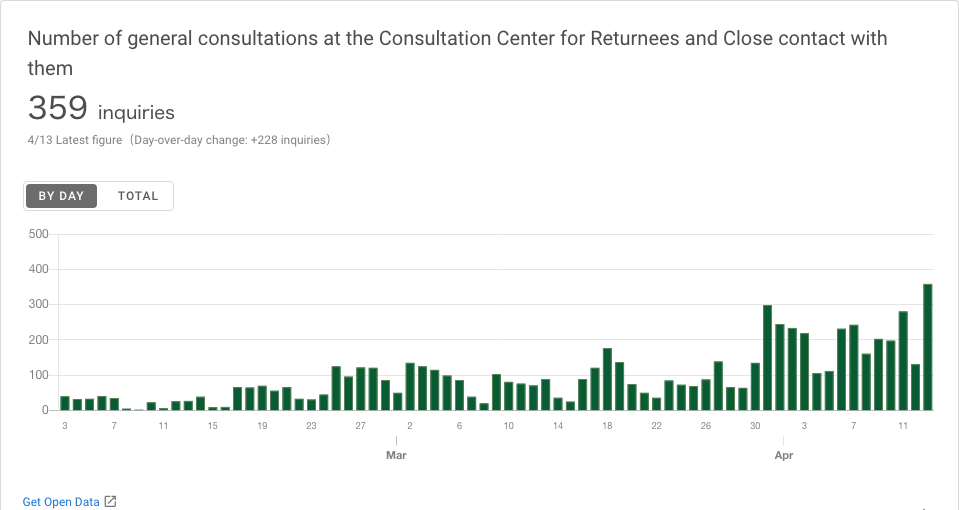 Number of general consultations at the Consultation Center for Returnees and Close contact with
them
359 inquiries
4/13 Latest figure（Day-over-day change: +228 inquiries）
BY DAY TOTAL
500
400
300
200
100
0
3 7 11 15 19 23 27 2 6 10 14 18 22 26 30 3 7 11
Mar Apr
Get Open Data